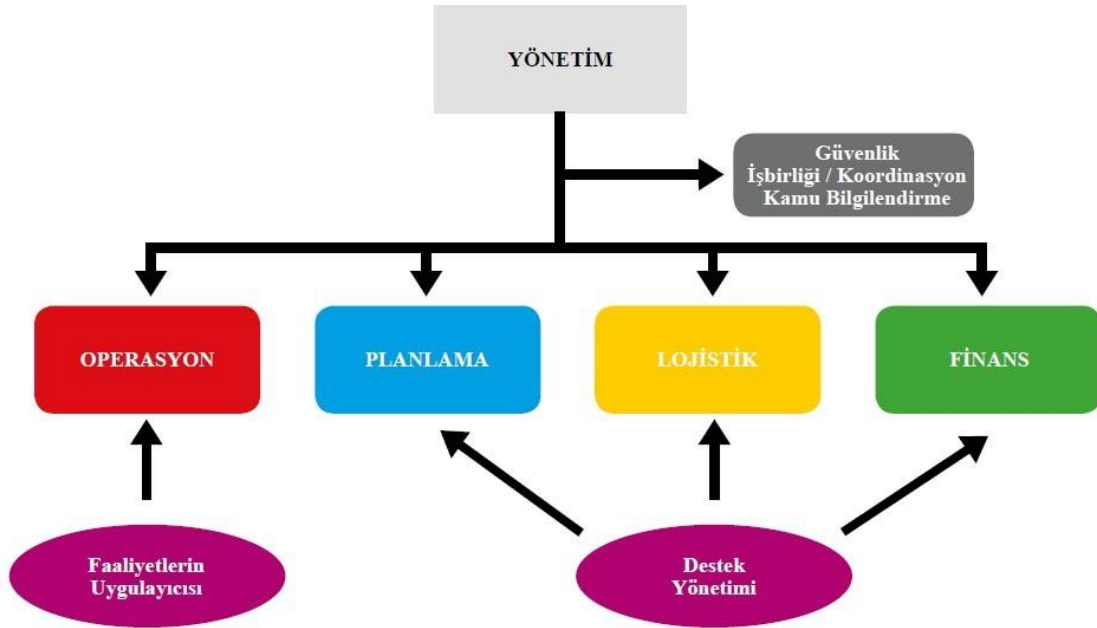 YÖNETİM
Güvenlik
İşbirliği / Koordinasyon
Kamu Bilgilendirme
OPERASYON
PLANLAMA
LOJİSTİK
FİNANS
Faaliyetlerin
Uygulayıcısı
Destek
Yönetimi